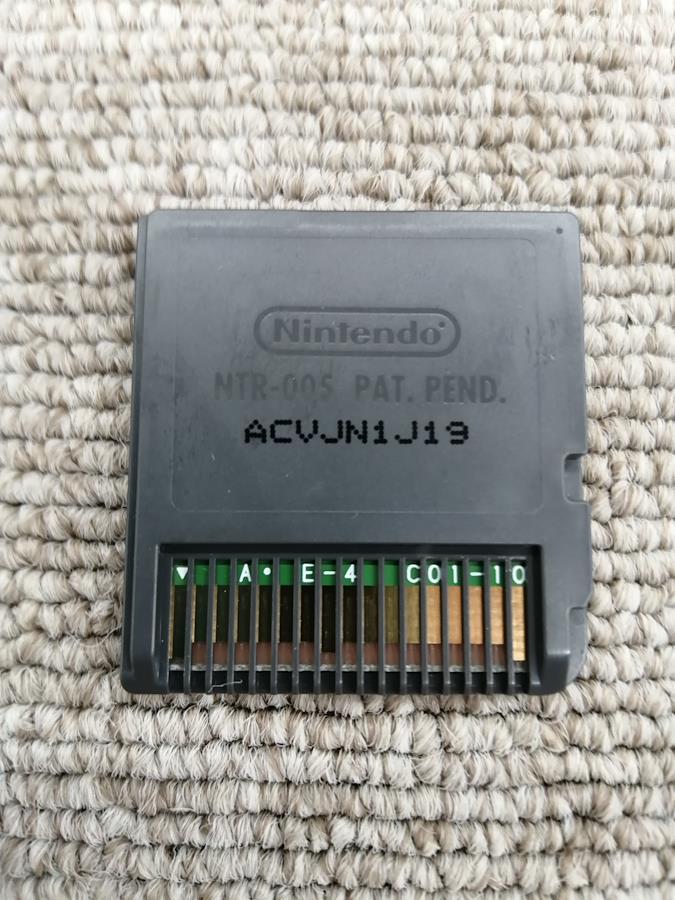 Nintendo
NTR-005 PAT. PEND.
ACVJN1J19
▼ A• E-4 C01-10